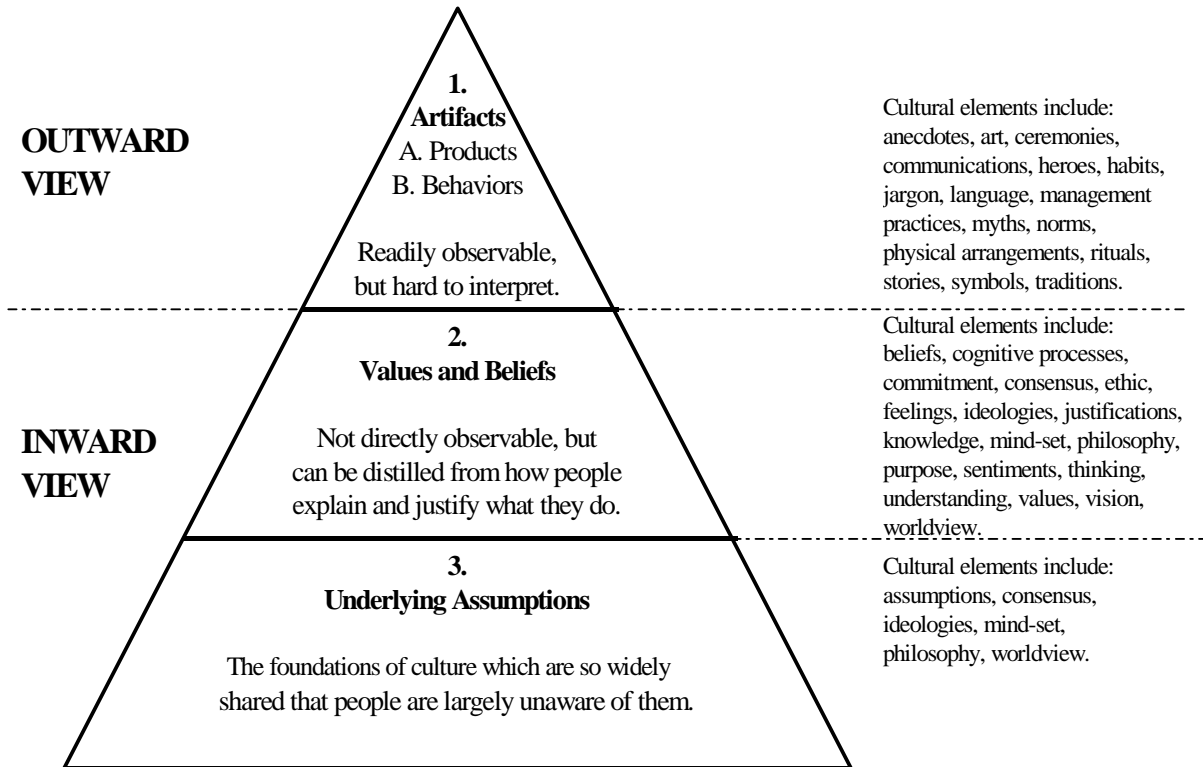 OUTWARD
VIEW
1.
Artifacts
A. Products
B. Behaviors
Readily observable,
but hard to interpret.
Cultural elements include:
anecdotes, art, ceremonies,
communications, heroes, habits,
jargon, language, management
practices, myths, norms,
physical arrangements, rituals,
stories, symbols, traditions.
INWARD
VIEW
2.
Values and Beliefs
Not directly observable, but
can be distilled from how people
explain and justify what they do.
Cultural elements include:
beliefs, cognitive processes,
commitment, consensus, ethic,
feelings, ideologies, justifications,
knowledge, mind-set, philosophy,
purpose, sentiments, thinking,
understanding, values, vision,
worldview.
3.
Underlying Assumptions
The foundations of culture which are so widely
shared that people are largely unaware of them.
Cultural elements include:
assumptions, consensus,
ideologies, mind-set,
philosophy, worldview.